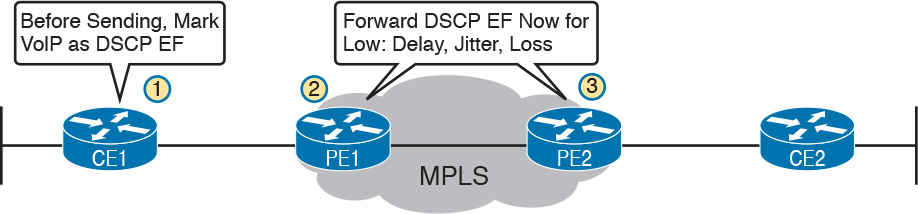 Before Sending, Mark
VoIP as DSCP EF
Forward DSCP EF Now for
Low: Delay, Jitter, Loss
1
2
3
CE1
PE1
PE2
CE2
MPLS